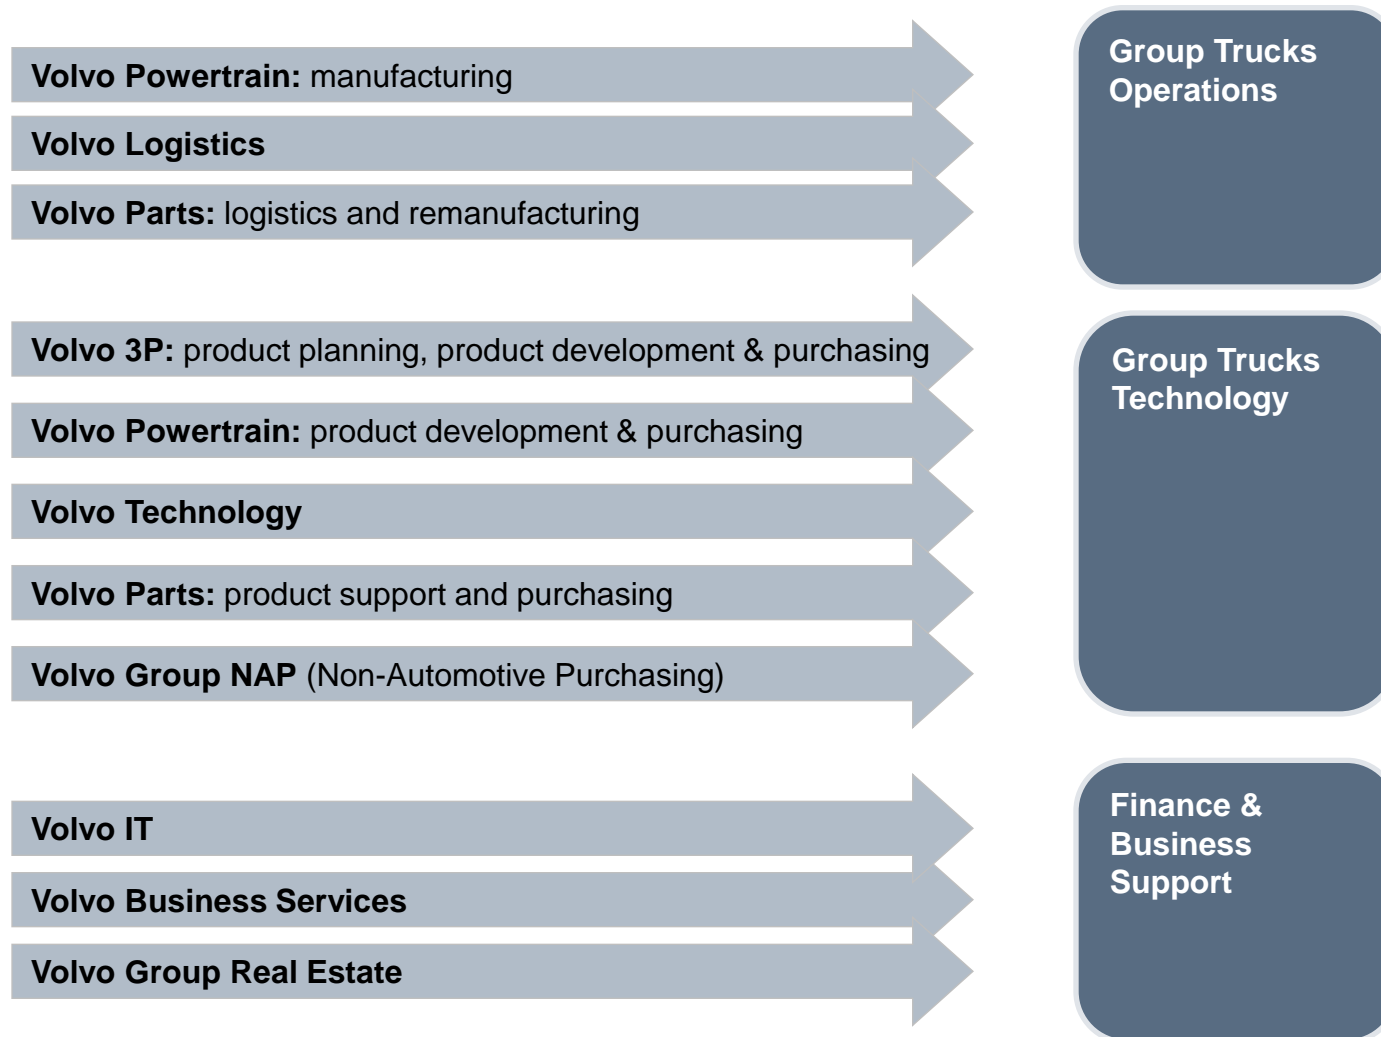 Volvo Powertrain: manufacturing
Volvo Logistics
Volvo Parts: logistics and remanufacturing
Group Trucks
Operations
Volvo 3P: product planning, product development & purchasing
Volvo Powertrain: product development & purchasing
Volvo Technology
Volvo Parts: product support and purchasing
Volvo Group NAP (Non-Automotive Purchasing)
Group Trucks
Technology
Volvo IT
Volvo Business Services
Volvo Group Real Estate
Finance &
Business
Support